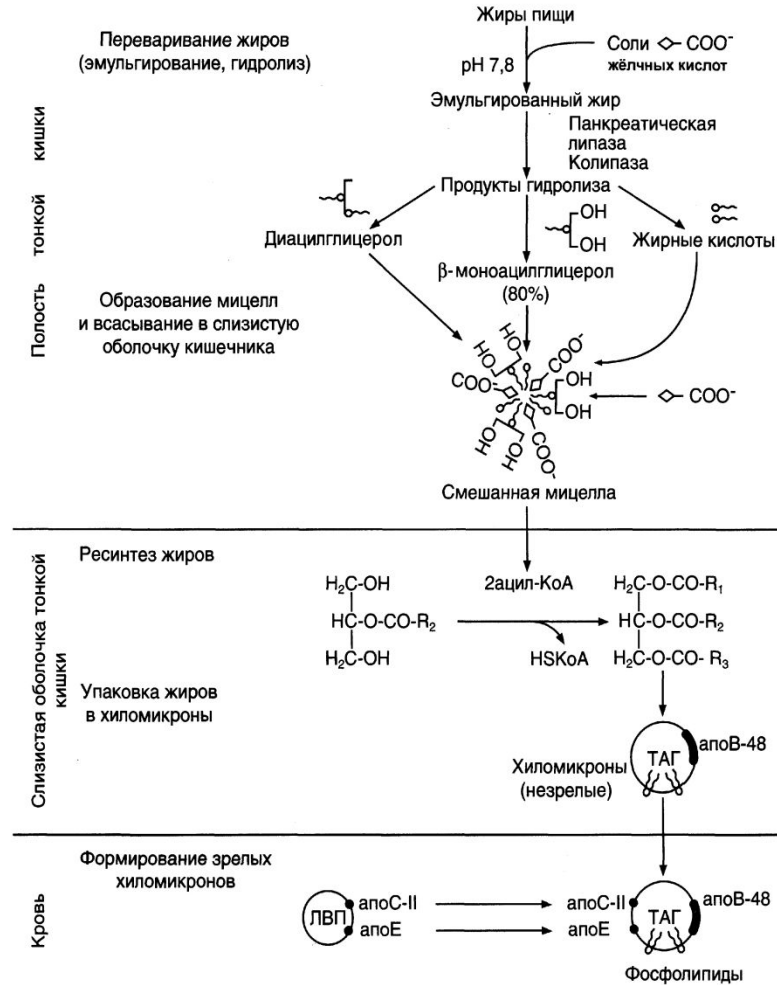 Жиры пищи
Переваривание жиров
(эмульгирование, гидролиз)
Соли
COO⁻
жёлчных кислот
pH 7,8
Эмульгированный жир
Панкреатическая
липаза
Колипаза
Продукты гидролиза
OH
OH
Диацилглицерол
Жирные кислоты
β-моноацилглицерол
(80%)
Полость тонкой кишки
Образование мицелл
и всасывание в слизистую
оболочку кишечника
HO
HO
COO⁻
COO⁻
OH
OH
COO⁻
HO
HO
COO⁻
Смешанная мицелла
Слизистая оболочка тонкой
кишки
Ресинтез жиров
H₂C-OH
2ацил-КоА
H₂C-O-CO-R₁
HC-O-CO-R₂
HC-O-CO-R₂
H₂C-OH
HSKoA
H₂C-O-CO- R₃
Упаковка жиров
в хиломикроны
апоВ-48
ТАГ
Хиломикроны
(незрелые)
Кровь
Формирование зрелых
хиломикронов
ЛВП
апоС-II
апоЕ
апоС-II
апоЕ
ТАГ
апоВ-48
Фосфолипиды